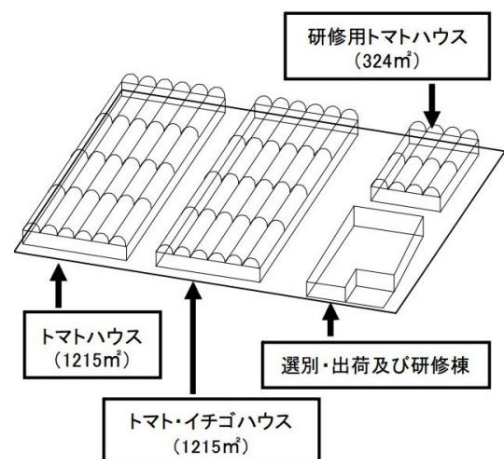 研修用トマトハウス
(324㎡)
トマトハウス
(1215㎡)
選別・出荷及び研修棟
トマト・イチゴハウス
(1215㎡)